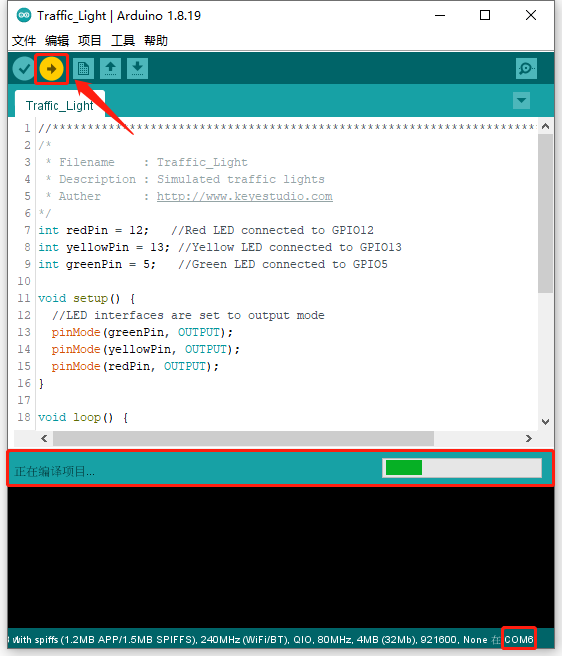 Traffic_Light | Arduino 1.8.19
文件 编辑 项目 工具 帮助
Traffic_Light
1 //**********************************************************************
2 /*
3  * Filename    : Traffic_Light
4  * Description : Simulated traffic lights
5  * Auther      : http://www.keyestudio.com
6 */
7 int redPin = 12;   //Red LED connected to GPIO12
8 int yellowPin = 13; //Yellow LED connected to GPIO13
9 int greenPin = 5;   //Green LED connected to GPIO5
10
11 void setup() {
12   //LED interfaces are set to output mode
13   pinMode(greenPin, OUTPUT);
14   pinMode(yellowPin, OUTPUT);
15   pinMode(redPin, OUTPUT);
16 }
17
18 void loop() {
正在编译项目...
with spiffs (1.2MB APP/1.5MB SPIFFS), 240MHz (WiFi/BT), QIO, 80MHz, 4MB (32Mb), 921600, None 在 COM6